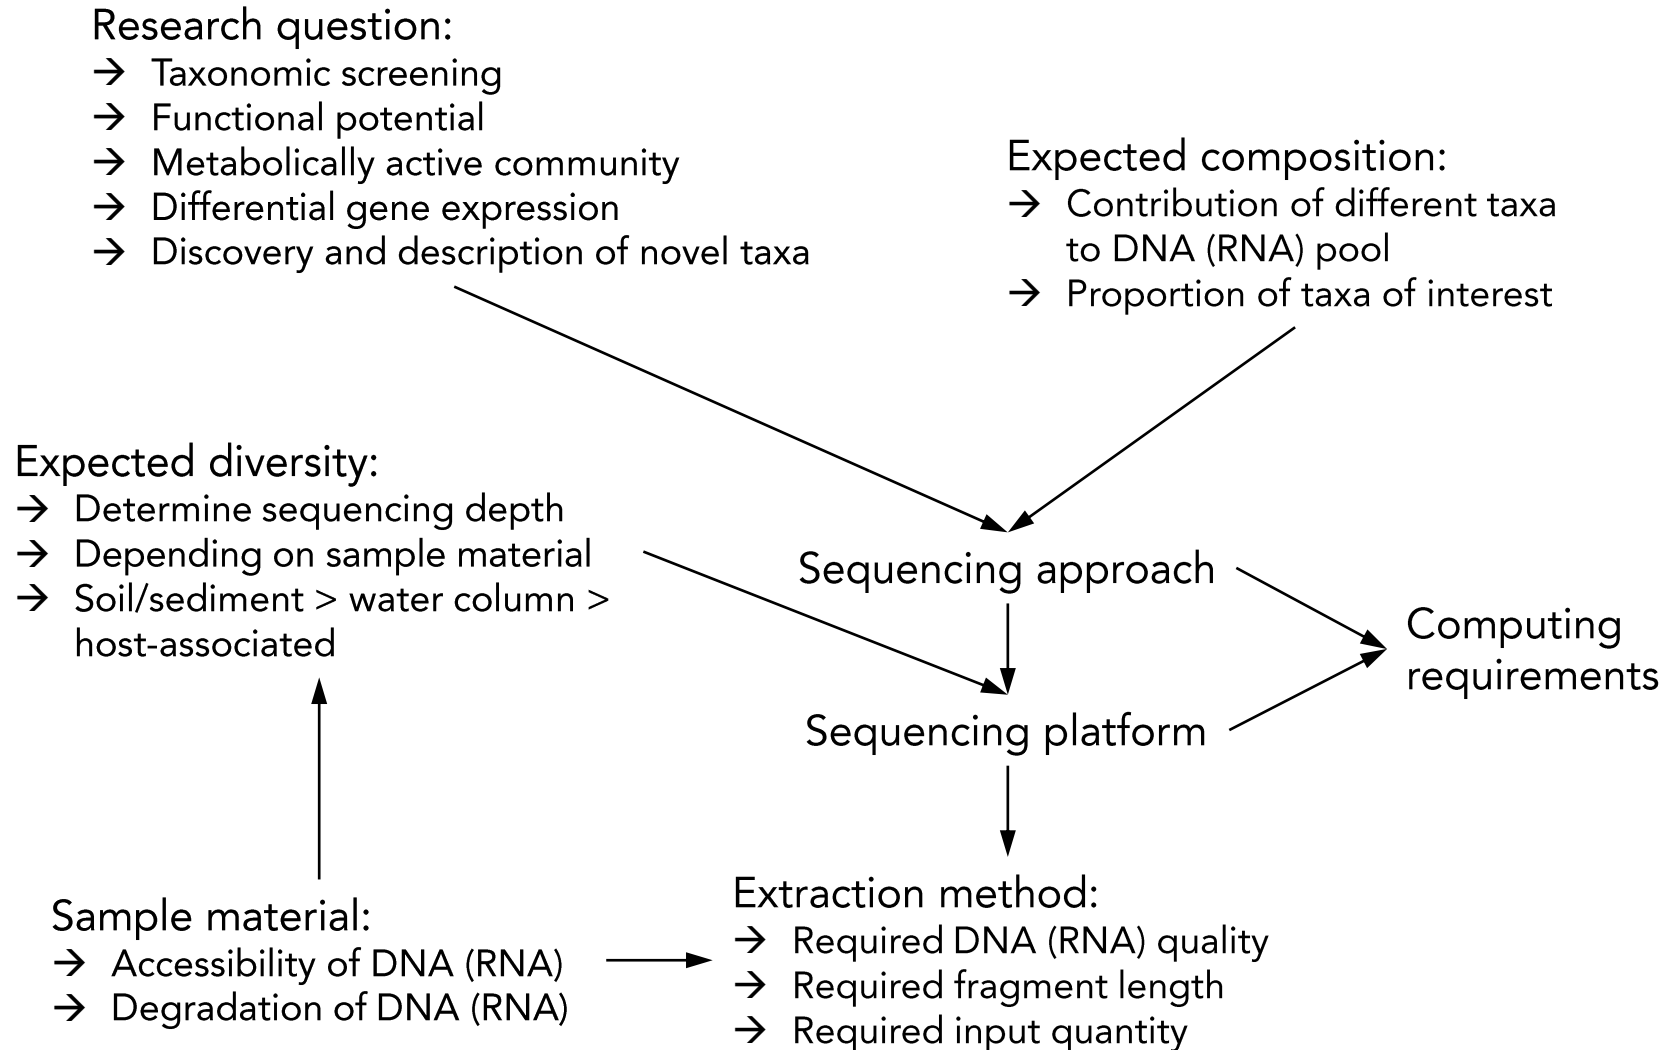 Research question:
→ Taxonomic screening
→ Functional potential
→ Metabolically active community
→ Differential gene expression
→ Discovery and description of novel taxa
Expected composition:
→ Contribution of different taxa
to DNA (RNA) pool
→ Proportion of taxa of interest
Expected diversity:
→ Determine sequencing depth
→ Depending on sample material
→ Soil/sediment > water column >
host-associated
Sequencing approach
Computing
requirements
Sequencing platform
Sample material:
→ Accessibility of DNA (RNA)
→ Degradation of DNA (RNA)
Extraction method:
→ Required DNA (RNA) quality
→ Required fragment length
→ Required input quantity